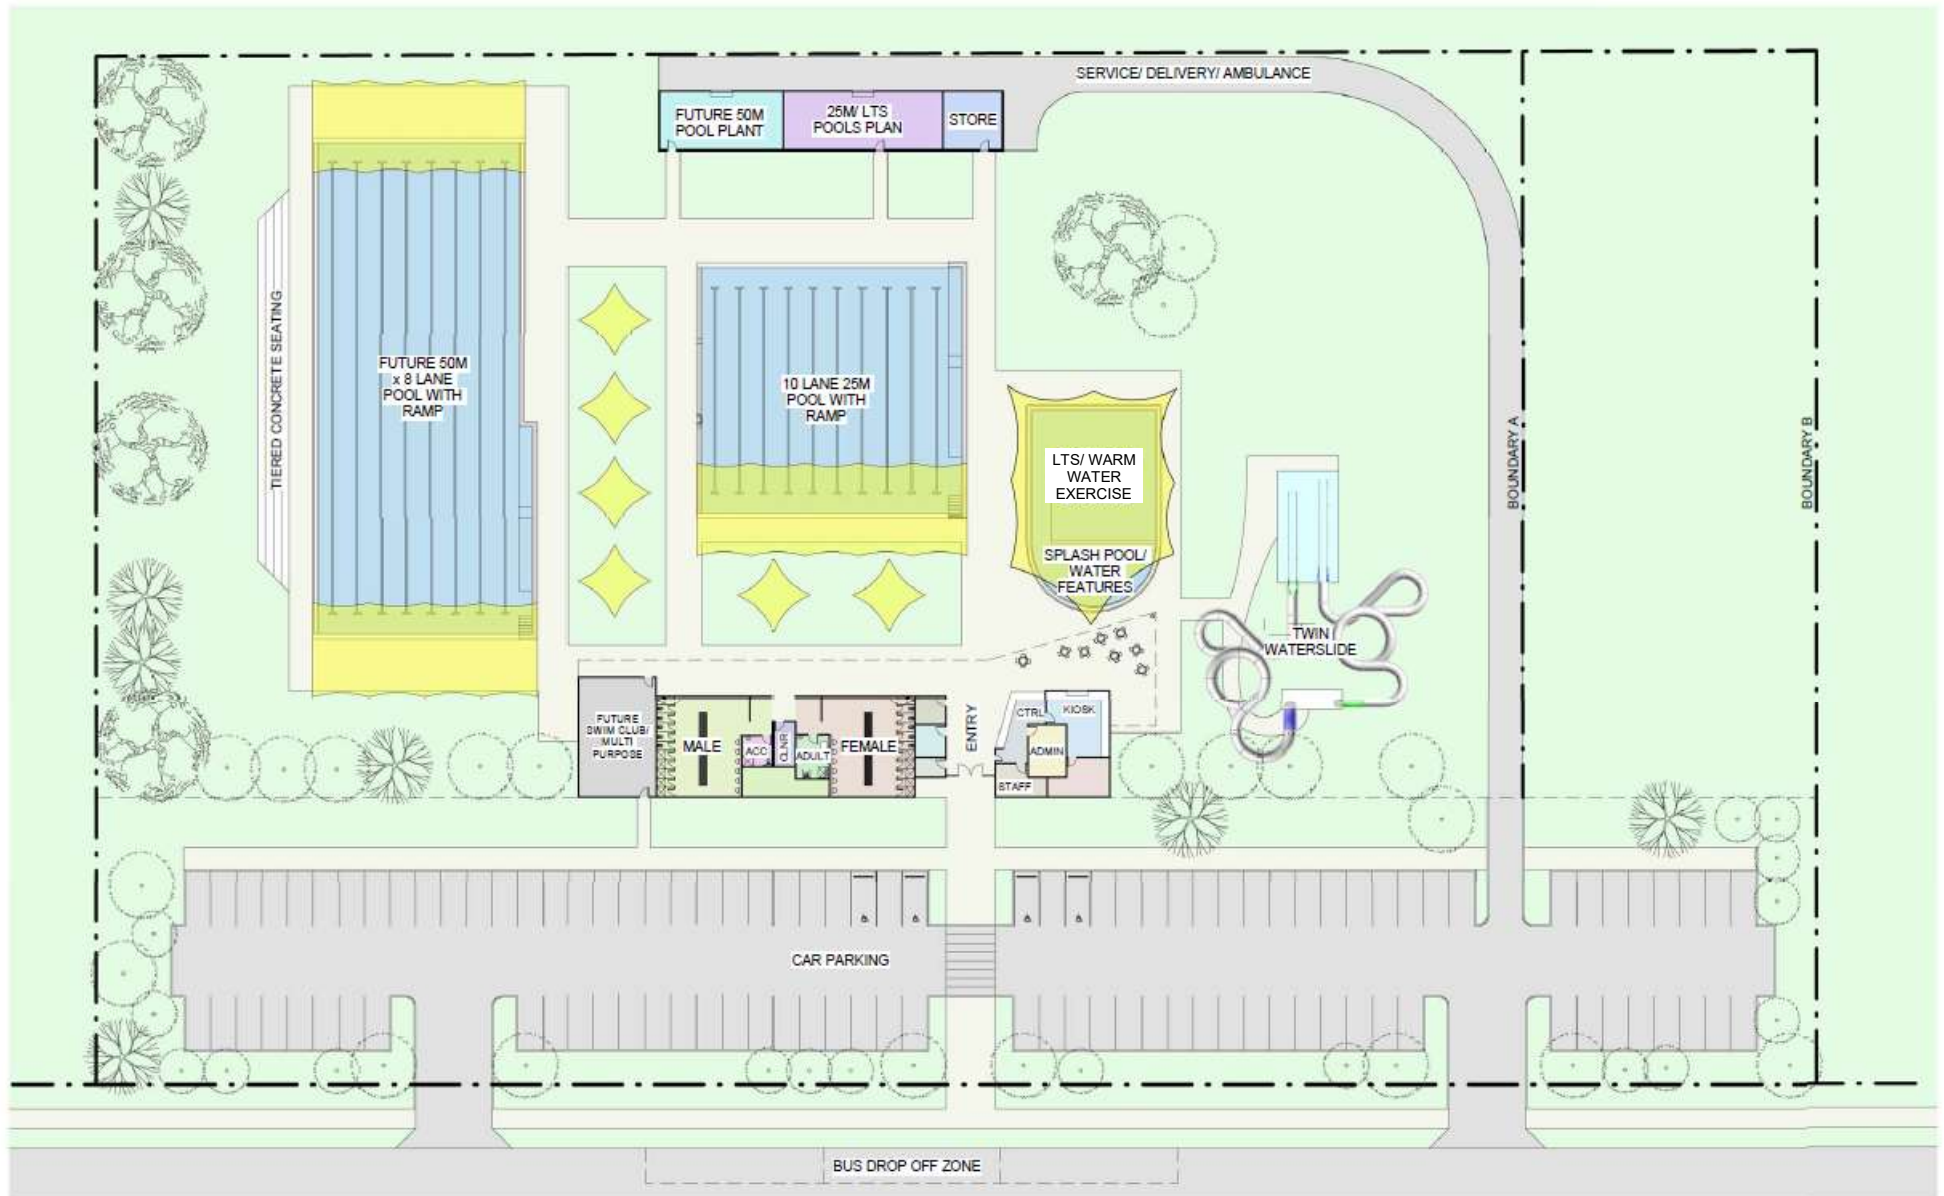 SERVICE/ DELIVERY/ AMBULANCE
FUTURE 50M
POOL PLANT
25M/ LTS
POOLS PLAN
STORE
TIERED CONCRETE SEATING
FUTURE 50M
x 8 LANE
POOL WITH
RAMP
10 LANE 25M
POOL WITH
RAMP
LTS/ WARM
WATER
EXERCISE
SPLASH POOL/
WATER
FEATURES
BOUNDARY A
BOUNDARY B
TWIN
WATERSLIDE
FUTURE
SWIM CLUB/
MULTI
PURPOSE
MALE
ACC
CLNR
ADULT
FEMALE
ENTRY
CTRL
KIOSK
ADMIN
STAFF
CAR PARKING
BUS DROP OFF ZONE